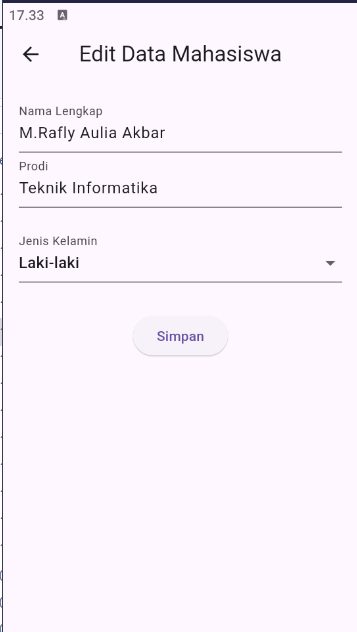 17.33 A
Edit Data Mahasiswa
Nama Lengkap
M.Rafly Aulia Akbar
Prodi
Teknik Informatika
Jenis Kelamin
Laki-laki
Simpan